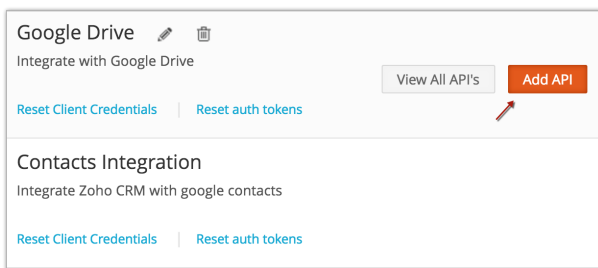 Google Drive
Integrate with Google Drive
View All API's
Add API
Reset Client Credentials
Reset auth tokens
Contacts Integration
Integrate Zoho CRM with google contacts
Reset Client Credentials
Reset auth tokens